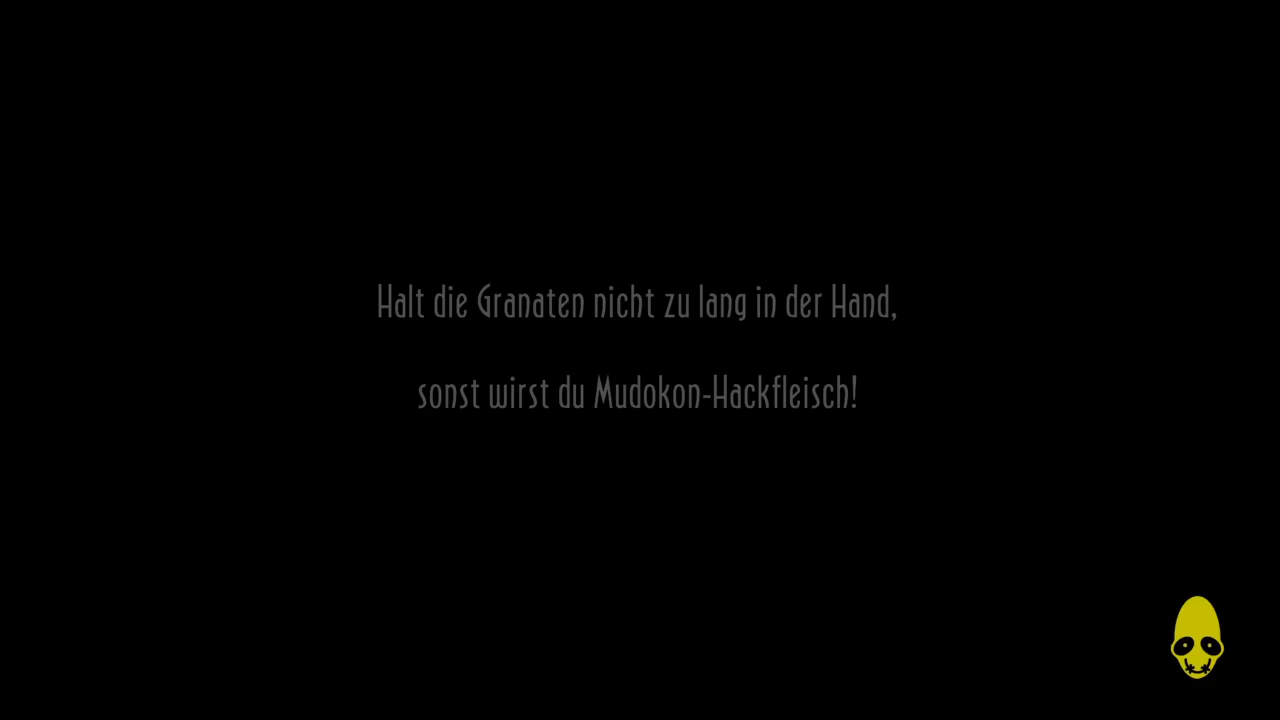 Halt die Granaten nicht zu lang in der Hand,
sonst wirst du Mudokon-Hackfleisch!